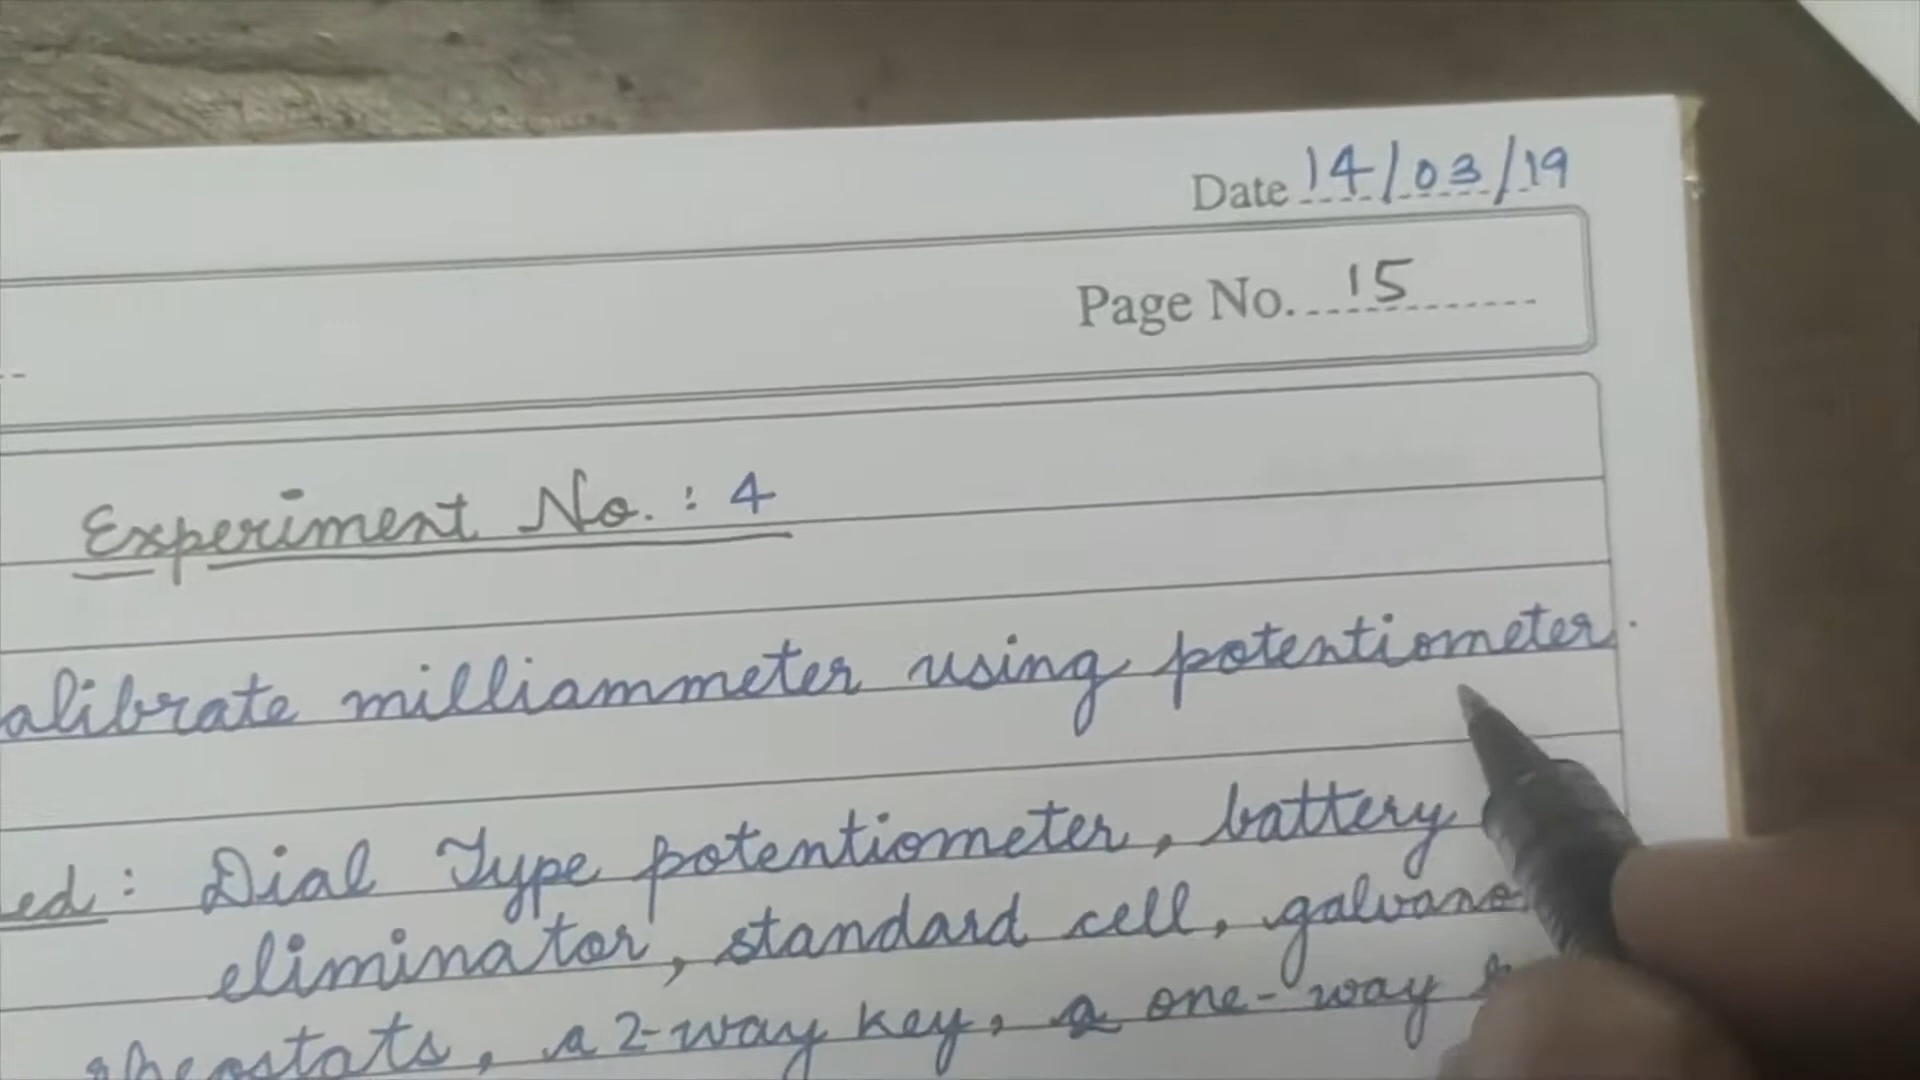 Date 14/03/19
Page No. 15
Experiment No. : 4
alibrate milliammeter using potentiometer.
ed : Dial Type potentiometer, battery
eliminator, standard cell, galvano
rheostats, a 2-way key, a one-way